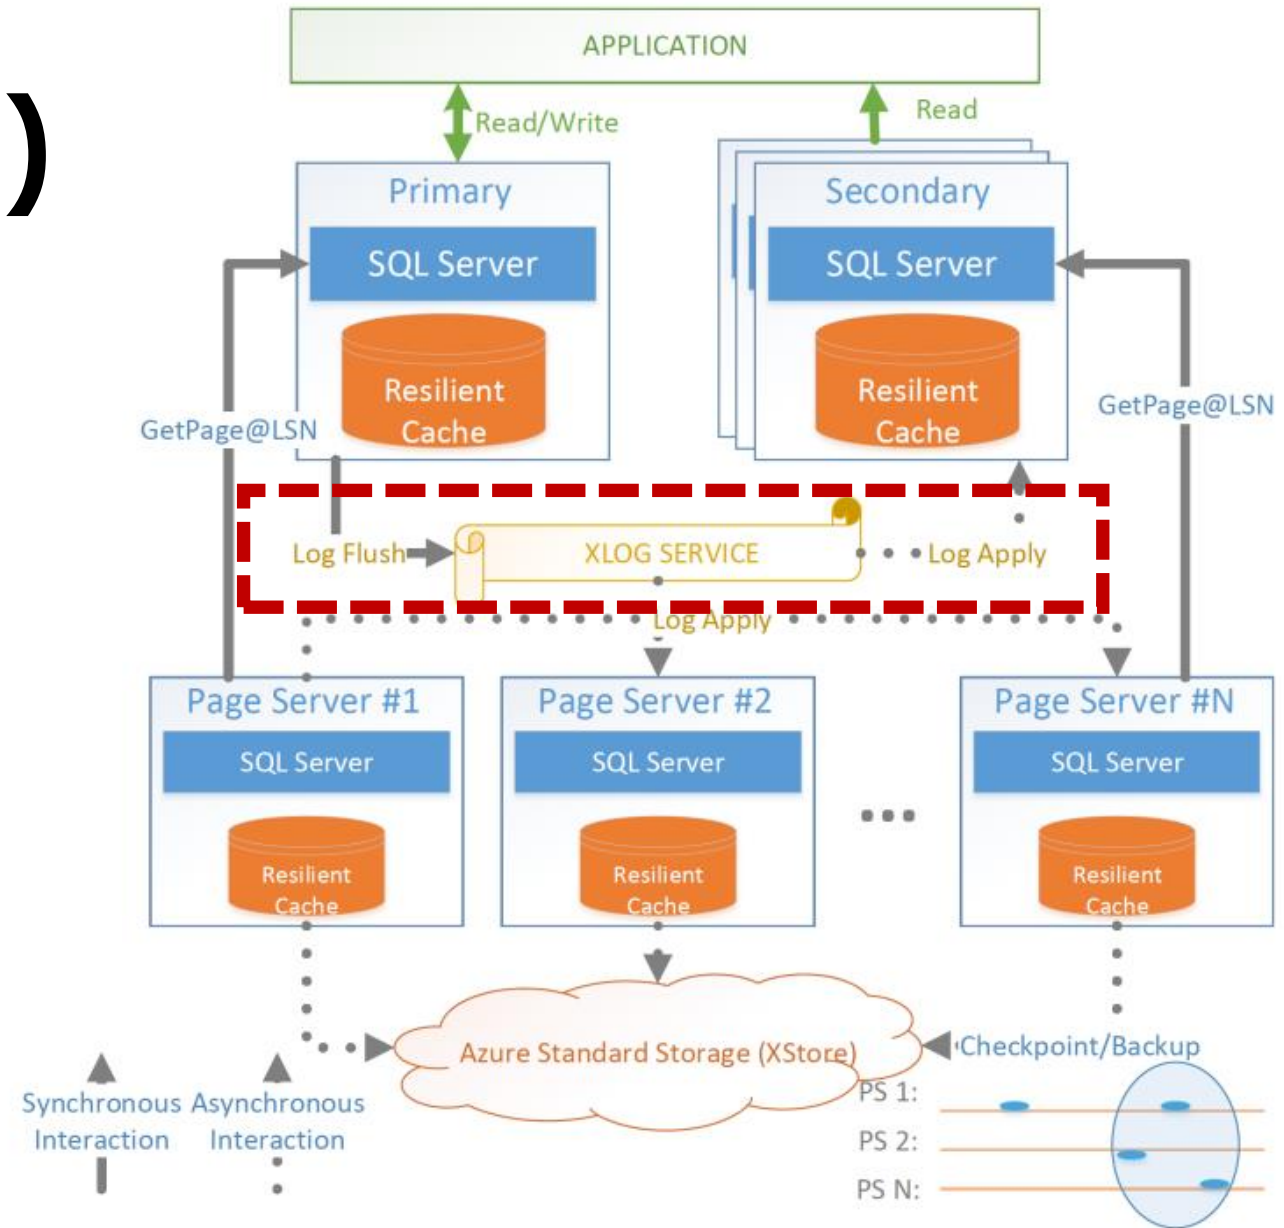 )
APPLICATION
Read/Write
Read
Primary
SQL Server
Resilient
Cache
Secondary
SQL Server
Resilient
Cache
GetPage@LSN
GetPage@LSN
Log Flush
XLOG SERVICE
Log Apply
Log Apply
Page Server #1
SQL Server
Resilient
Cache
Page Server #2
SQL Server
Resilient
Cache
...
Page Server #N
SQL Server
Resilient
Cache
Azure Standard Storage (XStore)
Checkpoint/Backup
Synchronous
Interaction
Asynchronous
Interaction
PS 1:
PS 2:
PS N: